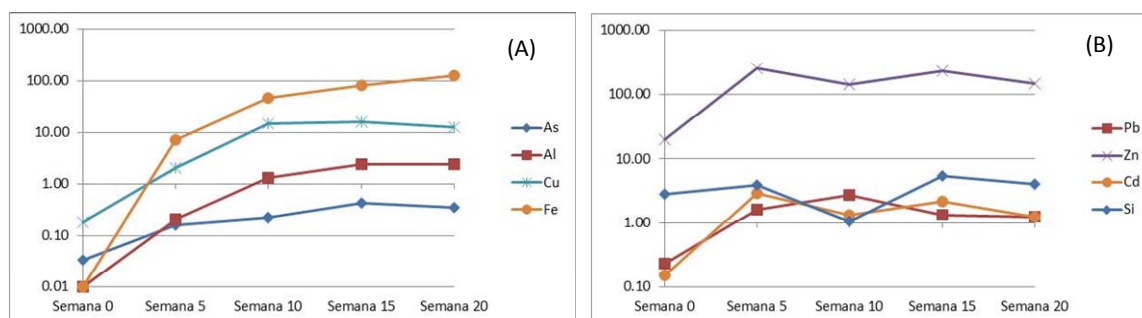 (A)
1000.00
100.00
10.00
1.00
0.10
0.01
Semana 0 Semana 5 Semana 10 Semana 15 Semana 20
As
Al
Cu
Fe
(B)
1000.00
100.00
10.00
1.00
0.10
Semana 0 Semana 5 Semana 10 Semana 15 Semana 20
Pb
Zn
Cd
Si